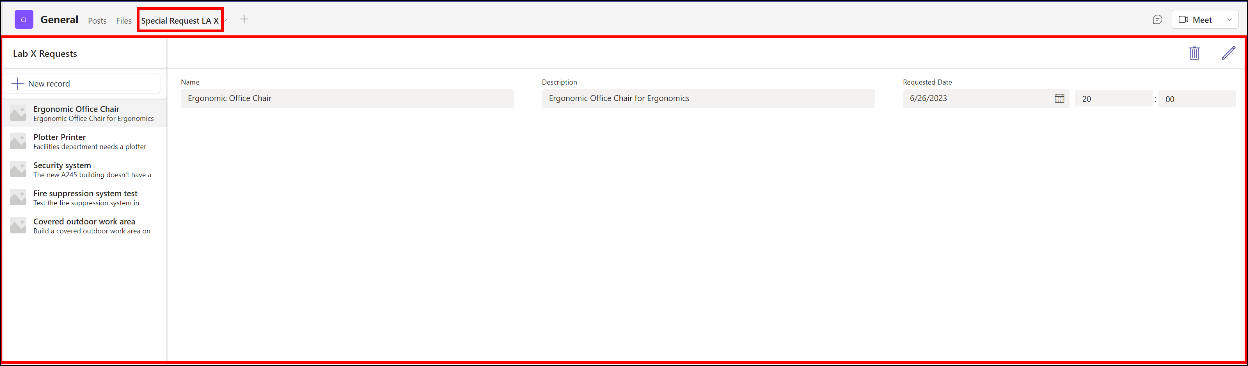 General Posts Files Special Request LA X
Meet
Lab X Requests
New record
Ergonomic Office Chair
Ergonomic Office Chair for Ergonomics
Plotter Printer
Facilities department needs a plotter
Security system
The new A245 building doesn't have a
Fire suppression system test
Test the fire suppression system in
Covered outdoor work area
Build a covered outdoor work area on
Name Description Requested Date
Ergonomic Office Chair Ergonomic Office Chair for Ergonomics 6/26/2023 20 : 00